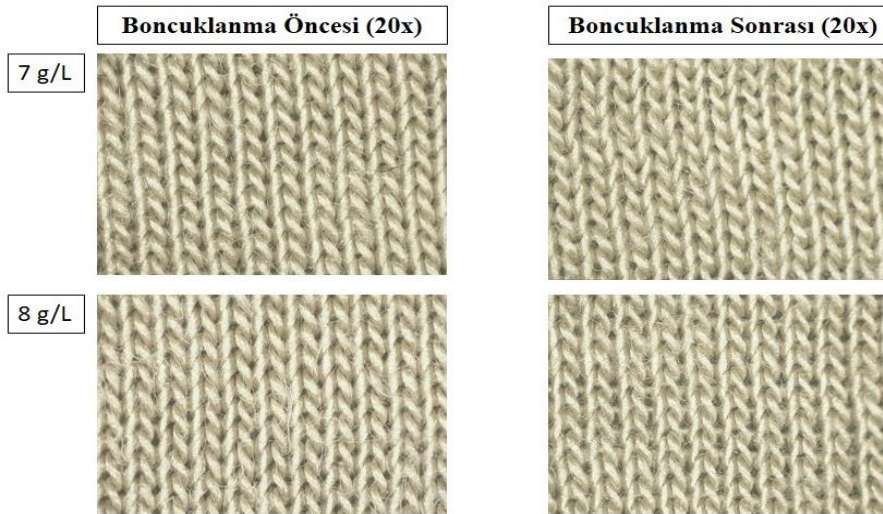 Boncuklanma Öncesi (20x)
Boncuklanma Sonrası (20x)
7 g/L
8 g/L